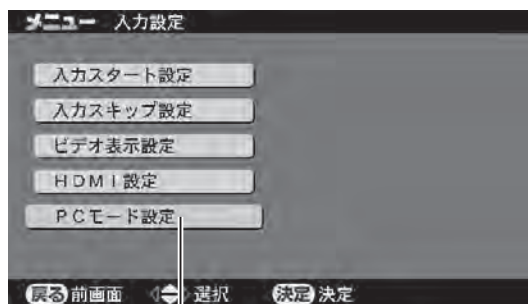 メニュー 入力設定
入力スタート設定
入力スキップ設定
ビデオ表示設定
HDMI設定
PCモード設定
戻る 前画面 選択 決定 決定